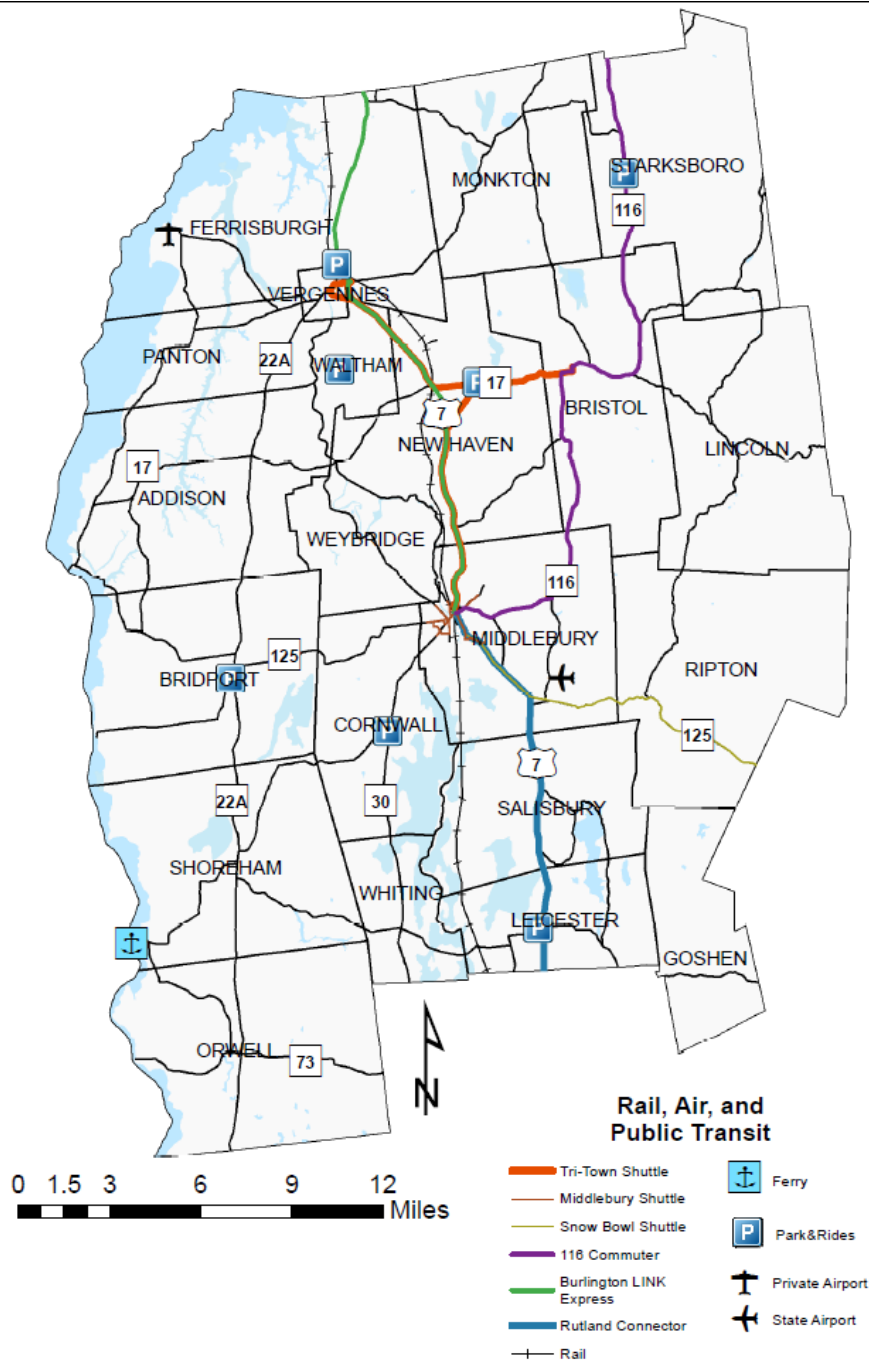 STARKSBORO
MONKTON
116
FERRISBURGH
VERGENNES
PANTON
22A
WALTHAM
17
BRISTOL
7
NEW HAVEN
LINCOLN
17
ADDISON
WEYBRIDGE
116
MIDDLEBURY
125
RIPTON
BRIDPORT
CORNWALL
125
7
22A
30
SALISBURY
SHOREHAM
WHITING
LEICESTER
GOSHEN
ORWELL
73
N
Rail, Air, and
Public Transit
0 1.5 3 6 9 12
Miles
Tri-Town Shuttle
Middlebury Shuttle
Snow Bowl Shuttle
116 Commuter
Burlington LINK
Express
Rutland Connector
Rail
Ferry
P Park&Rides
Private Airport
State Airport
P
P
P
P
P
P
P